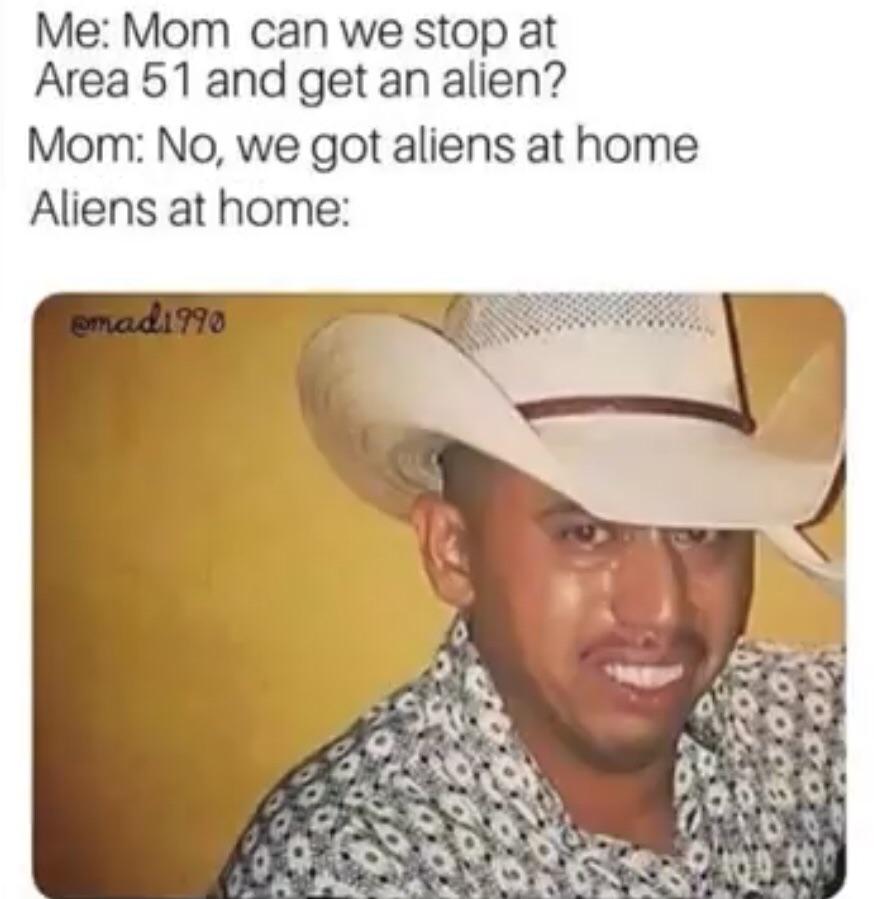 Me: Mom can we stop at
Area 51 and get an alien?
Mom: No, we got aliens at home
Aliens at home:
@madi990